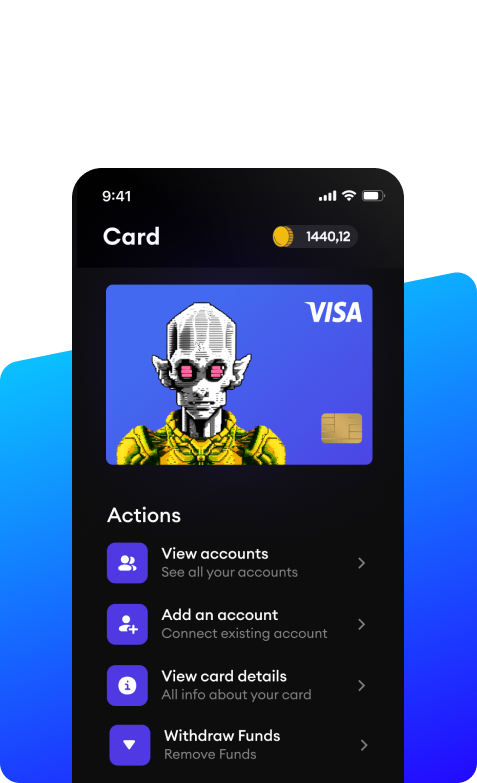 9:41
Card
1440,12
VISA
Actions
View accounts
See all your accounts
Add an account
Connect existing account
View card details
All info about your card
Withdraw Funds
Remove Funds